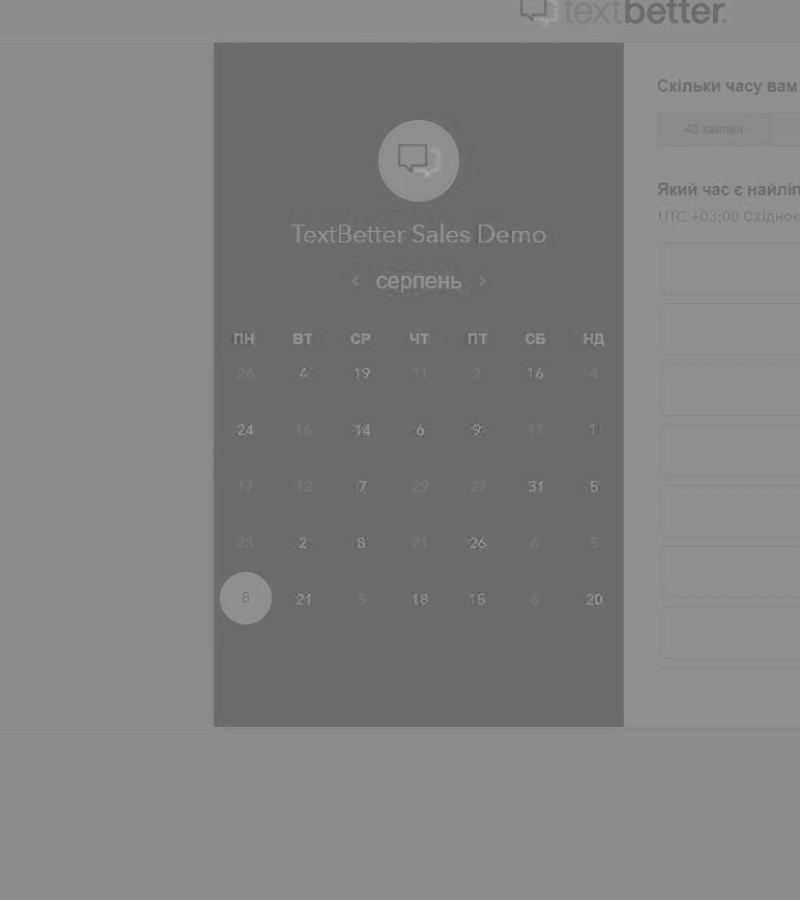 textbetter.
TextBetter Sales Demo
‹ серпень ›
ПН ВТ СР ЧТ ПТ СБ НД
26 4 19 11 2 16 4
24 16 14 6 9 17 1
17 12 7 29 27 31 5
23 2 8 21 26 6 5
8 21 5 18 15 6 20
Скільки часу вам
40 хвилин
Який час є найліп
UTC +03:00 Східноє